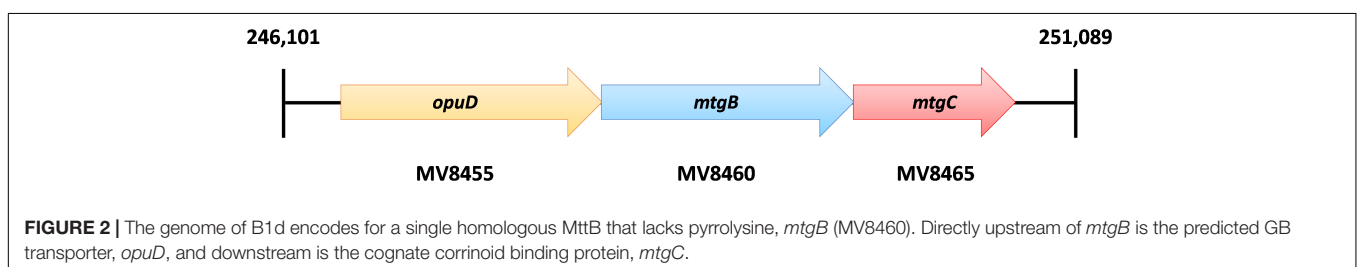 246,101 251,089
opuD mtgB mtgC
MV8455 MV8460 MV8465
FIGURE 2 | The genome of B1d encodes for a single homologous MttB that lacks pyrrolysine, mtgB (MV8460). Directly upstream of mtgB is the predicted GB
transporter, opuD, and downstream is the cognate corrinoid binding protein, mtgC.